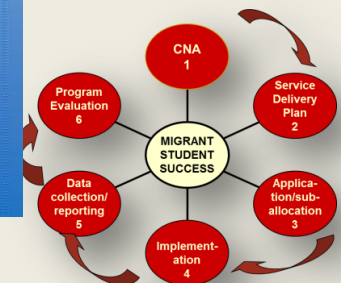 CNA
1
Service
Delivery
Plan
2
Applica-
tion/sub-
allocation
3
Implement-
ation
4
Data
collection/
reporting
5
Program
Evaluation
6
MIGRANT
STUDENT
SUCCESS